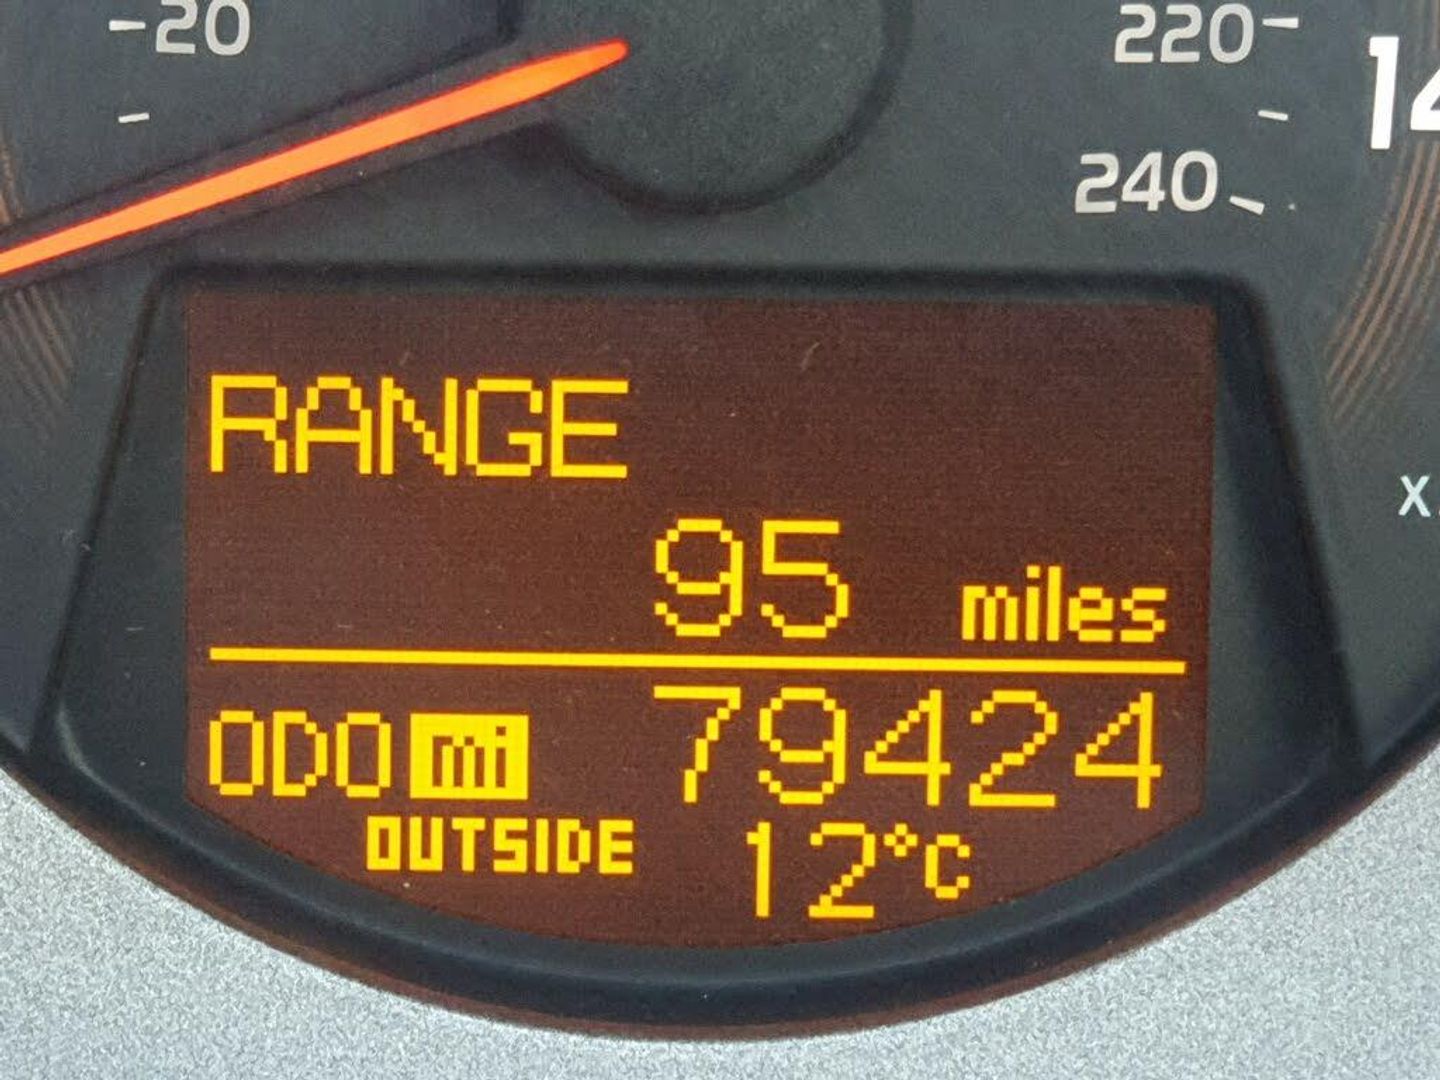 20
220
240
RANGE
95 miles
ODO mi 79424
OUTSIDE 12°C